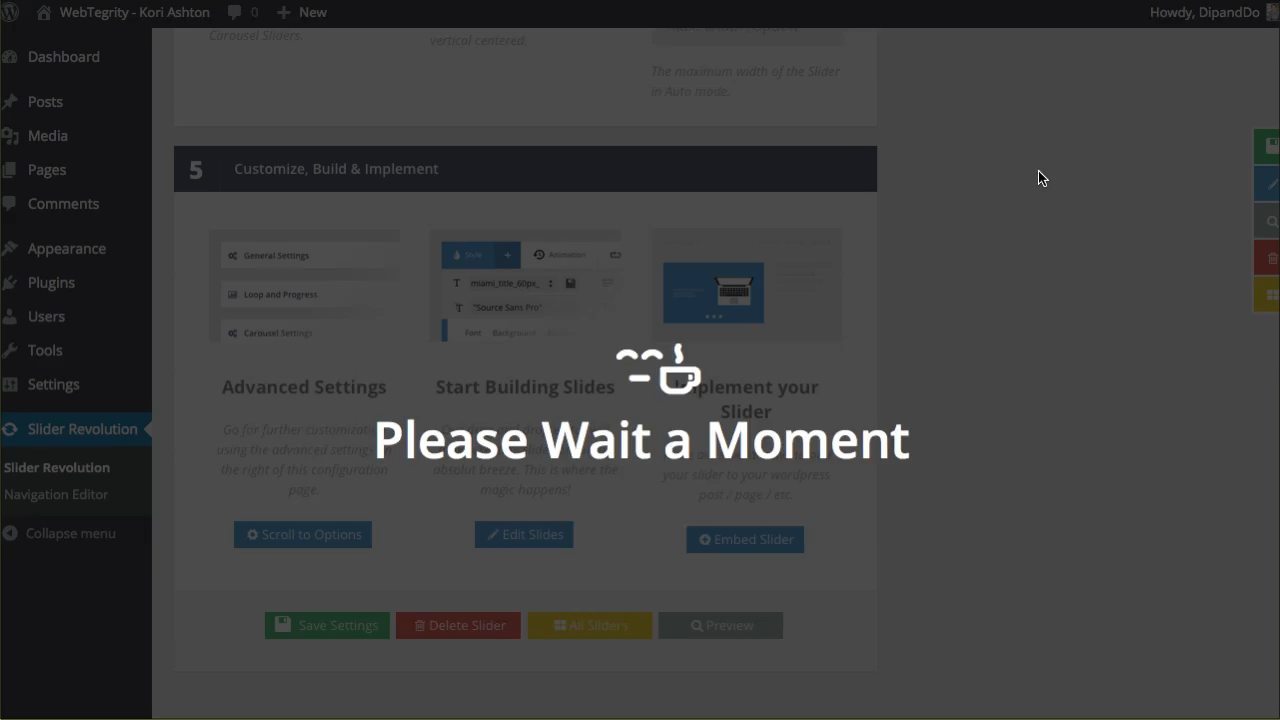 WebTegrity - Kori Ashton
0
New
Howdy, DipandDo
Dashboard
Posts
Media
Pages
Comments
Appearance
Plugins
Users
Tools
Settings
Slider Revolution
Slider Revolution
Navigation Editor
Collapse menu
Carousel Sliders.
vertical centered.
The maximum width of the Slider
in Auto mode.
5 Customize, Build & Implement
General Settings
Loop and Progress
Carousel Settings
Style
Animation
miami_title_60px_
"Source Sans Pro"
Font Background
Advanced Settings
Go for further customization
using the advanced settings
the right of this configuration
page.
Scroll to Options
Start Building Slides
absolut breeze. This is where the
magic happens!
Edit Slides
Implement your
Slider
your slider to your wordpress
post / page / etc.
Embed Slider
Please Wait a Moment
Save Settings
Delete Slider
All Sliders
Preview